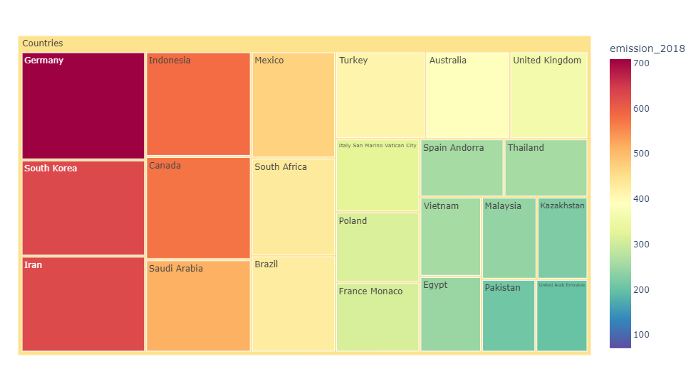 Countries
emission_2018
Germany
Indonesia
Mexico
Turkey
Australia
United Kingdom
700
600
500
400
300
200
100
Italy San Marino Vatican City
Spain Andorra
Thailand
South Korea
Canada
South Africa
Poland
Vietnam
Malaysia
Kazakhstan
Iran
Saudi Arabia
Brazil
France Monaco
Egypt
Pakistan
United Arab Emirates